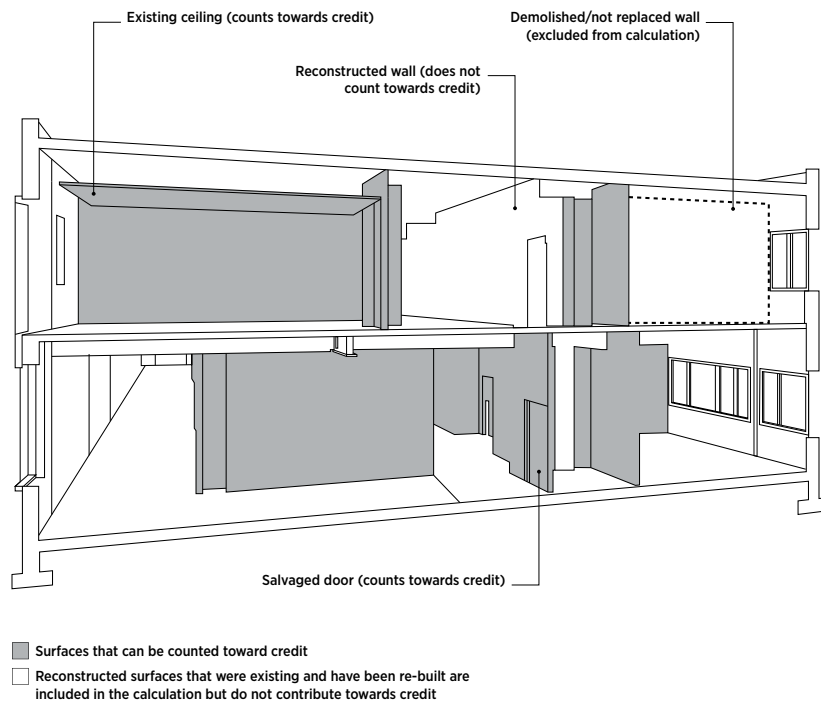 Existing ceiling (counts towards credit)
Demolished/not replaced wall
(excluded from calculation)
Reconstructed wall (does not
count towards credit)
Salvaged door (counts towards credit)
Surfaces that can be counted toward credit
Reconstructed surfaces that were existing and have been re-built are
included in the calculation but do not contribute towards credit